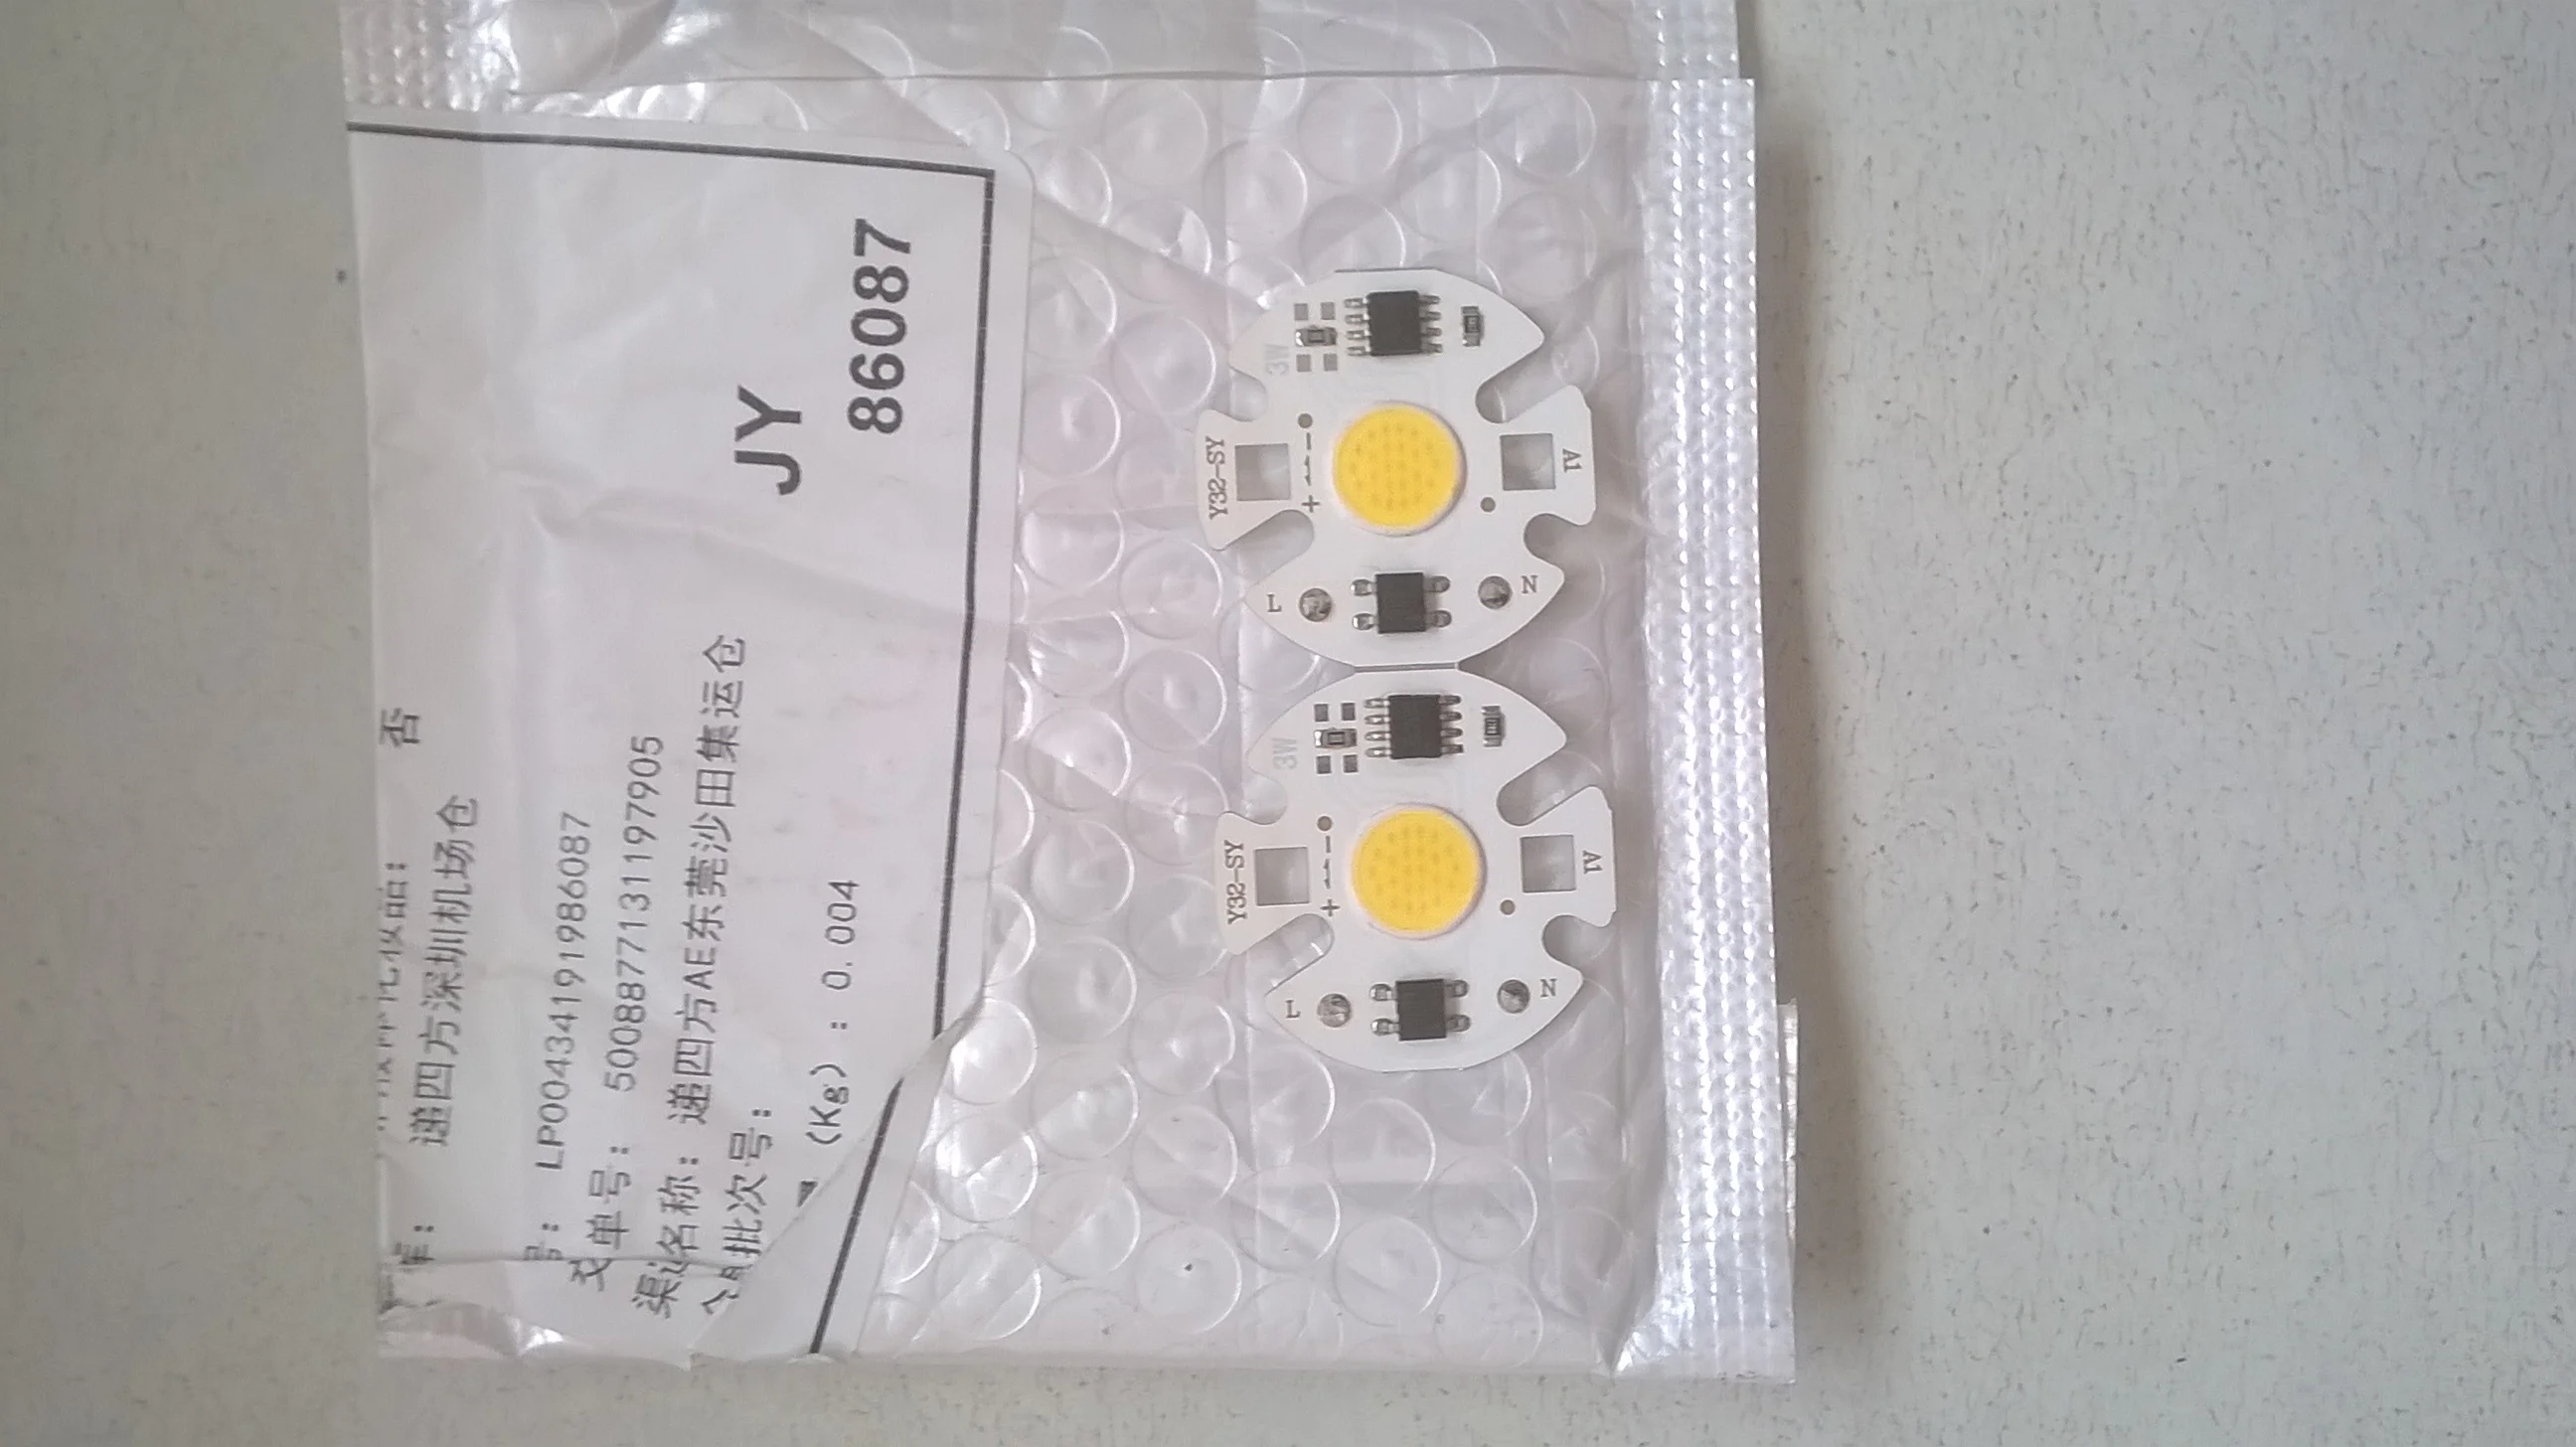 否
递四方深圳机场仓
LP00434191986087
单号: 5008877131197905
渠道名称: 递四方AE东莞沙田集运仓
批次号:
(Kg) : 0.004
JY
86087
3W
Y32-SY
+
-
A1
L
N
3W
Y32-SY
+
-
A1
L
N